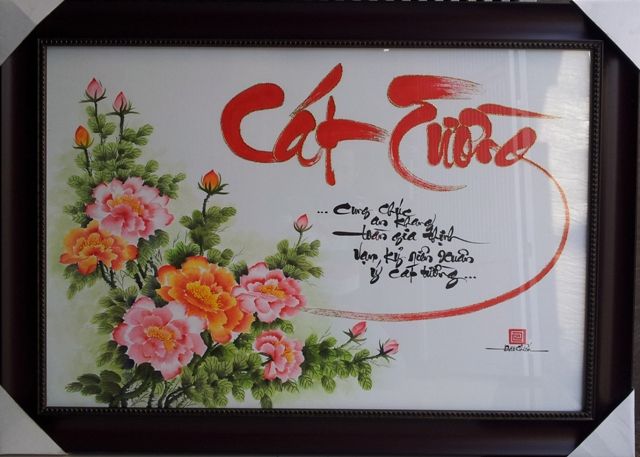 Cát Tường
... Cung chúc
an khang
toàn gia thịnh
Vạn kỷ niên xuân
ý cát tường...